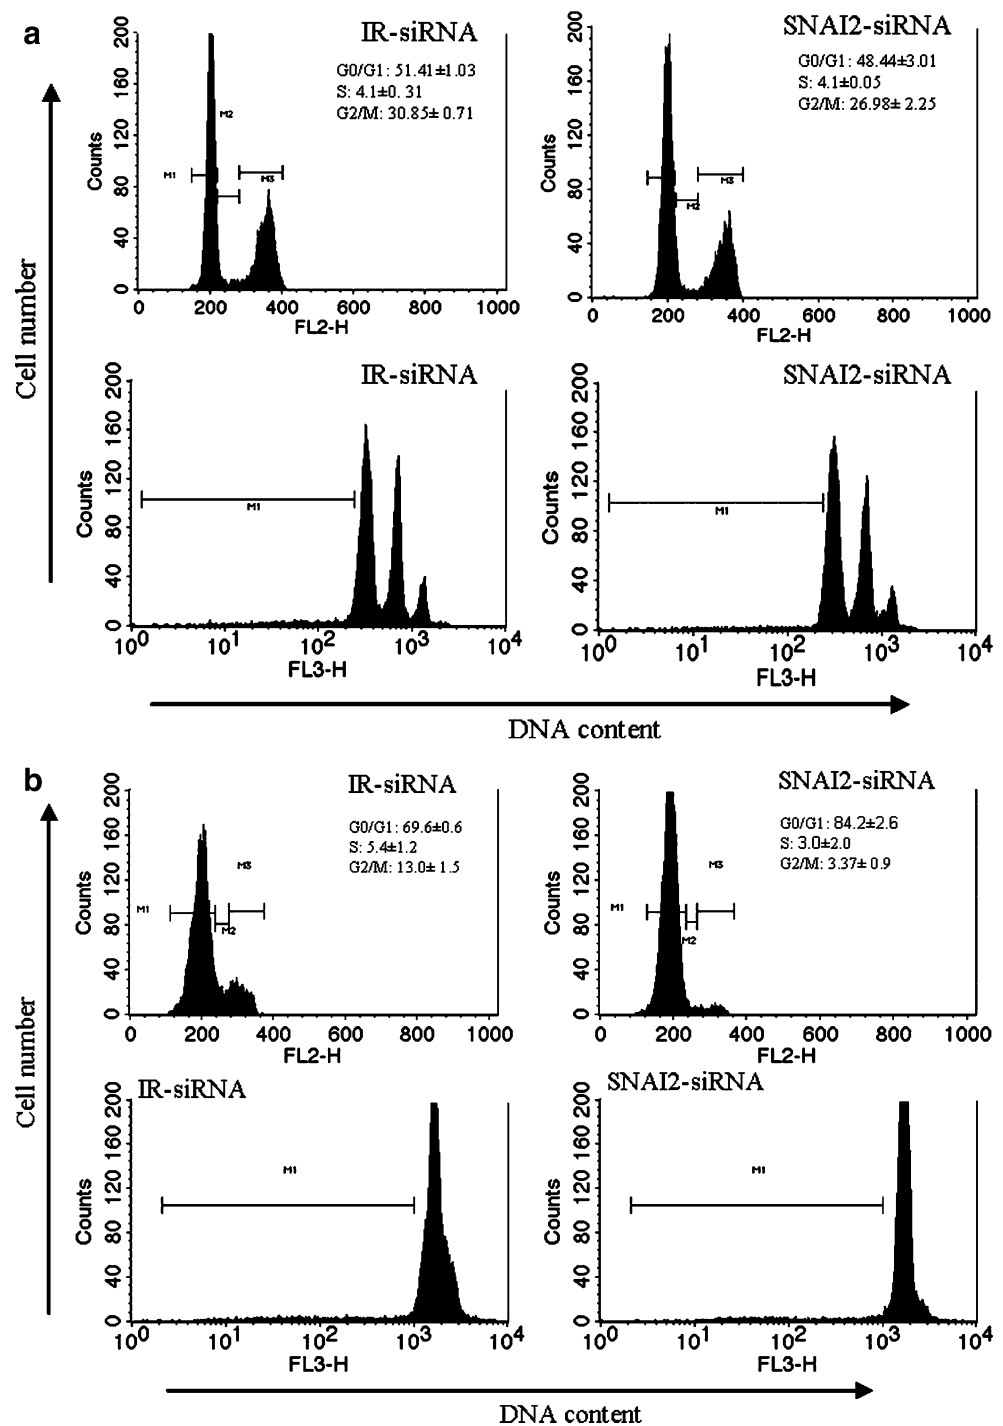 a
Cell number
IR-siRNA
G0/G1: 51.41±1.03
S: 4.1±0. 31
G2/M: 30.85± 0.71
Counts
200
160
120
80
40
0
M1
M2
M3
0 200 400 600 800 1000
FL2-H
SNAI2-siRNA
G0/G1: 48.44±3.01
S: 4.1±0.05
G2/M: 26.98± 2.25
Counts
200
160
120
80
40
0
M2
M3
0 200 400 600 800 1000
FL2-H
IR-siRNA
Counts
200
160
120
80
40
0
M1
10⁰ 10¹ 10² 10³ 10⁴
FL3-H
SNAI2-siRNA
Counts
200
160
120
80
40
0
M1
10⁰ 10¹ 10² 10³ 10⁴
FL3-H
DNA content
b
Cell number
IR-siRNA
G0/G1: 69.6±0.6
S: 5.4±1.2
G2/M: 13.0± 1.5
Counts
200
160
120
80
40
0
M1
M2
M3
0 200 400 600 800 1000
FL2-H
SNAI2-siRNA
G0/G1: 84.2±2.6
S: 3.0±2.0
G2/M: 3.37± 0.9
Counts
200
160
120
80
40
0
M1
M2
M3
0 200 400 600 800 1000
FL2-H
IR-siRNA
Counts
200
160
120
80
40
0
M1
10⁰ 10¹ 10² 10³ 10⁴
FL3-H
SNAI2-siRNA
Counts
200
160
120
80
40
0
M1
10⁰ 10¹ 10² 10³ 10⁴
FL3-H
DNA content